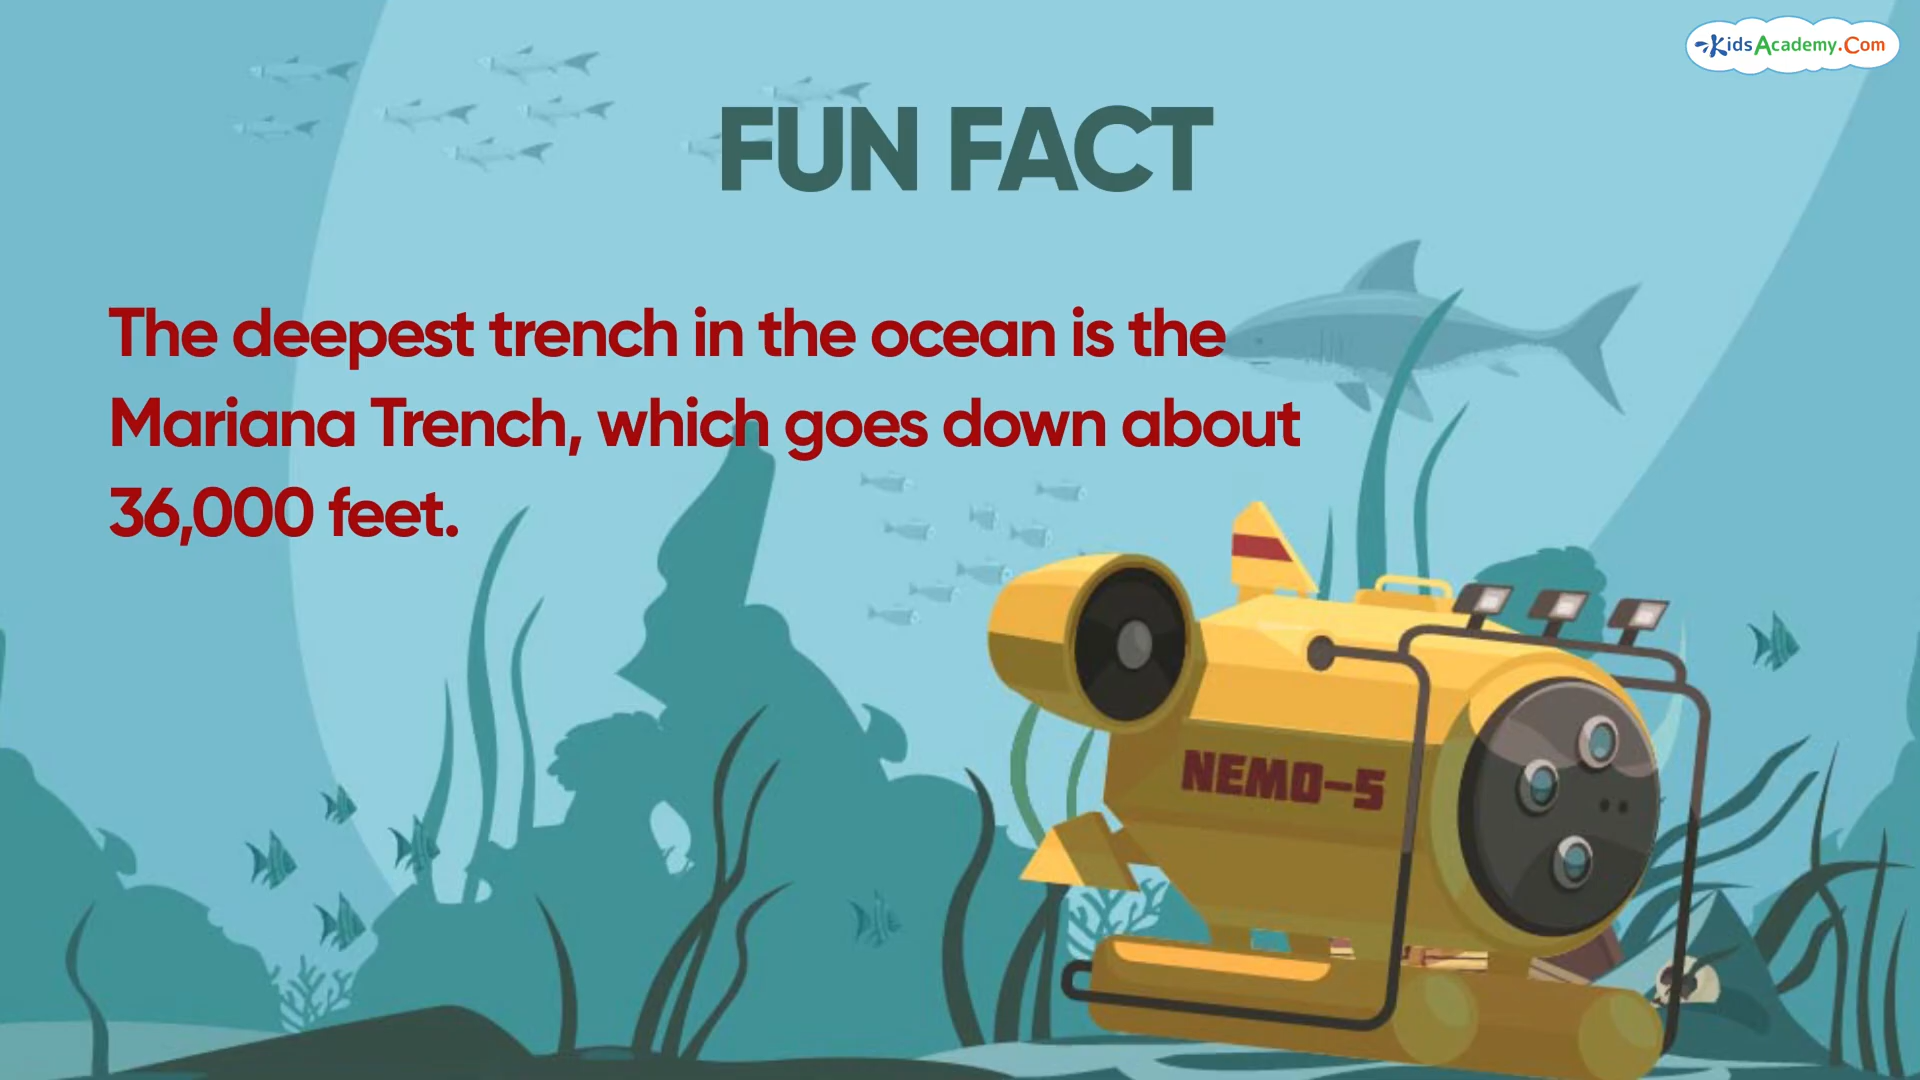 KidsAcademy.Com
FUN FACT
The deepest trench in the ocean is the
Mariana Trench, which goes down about
36,000 feet.
NEMO-5